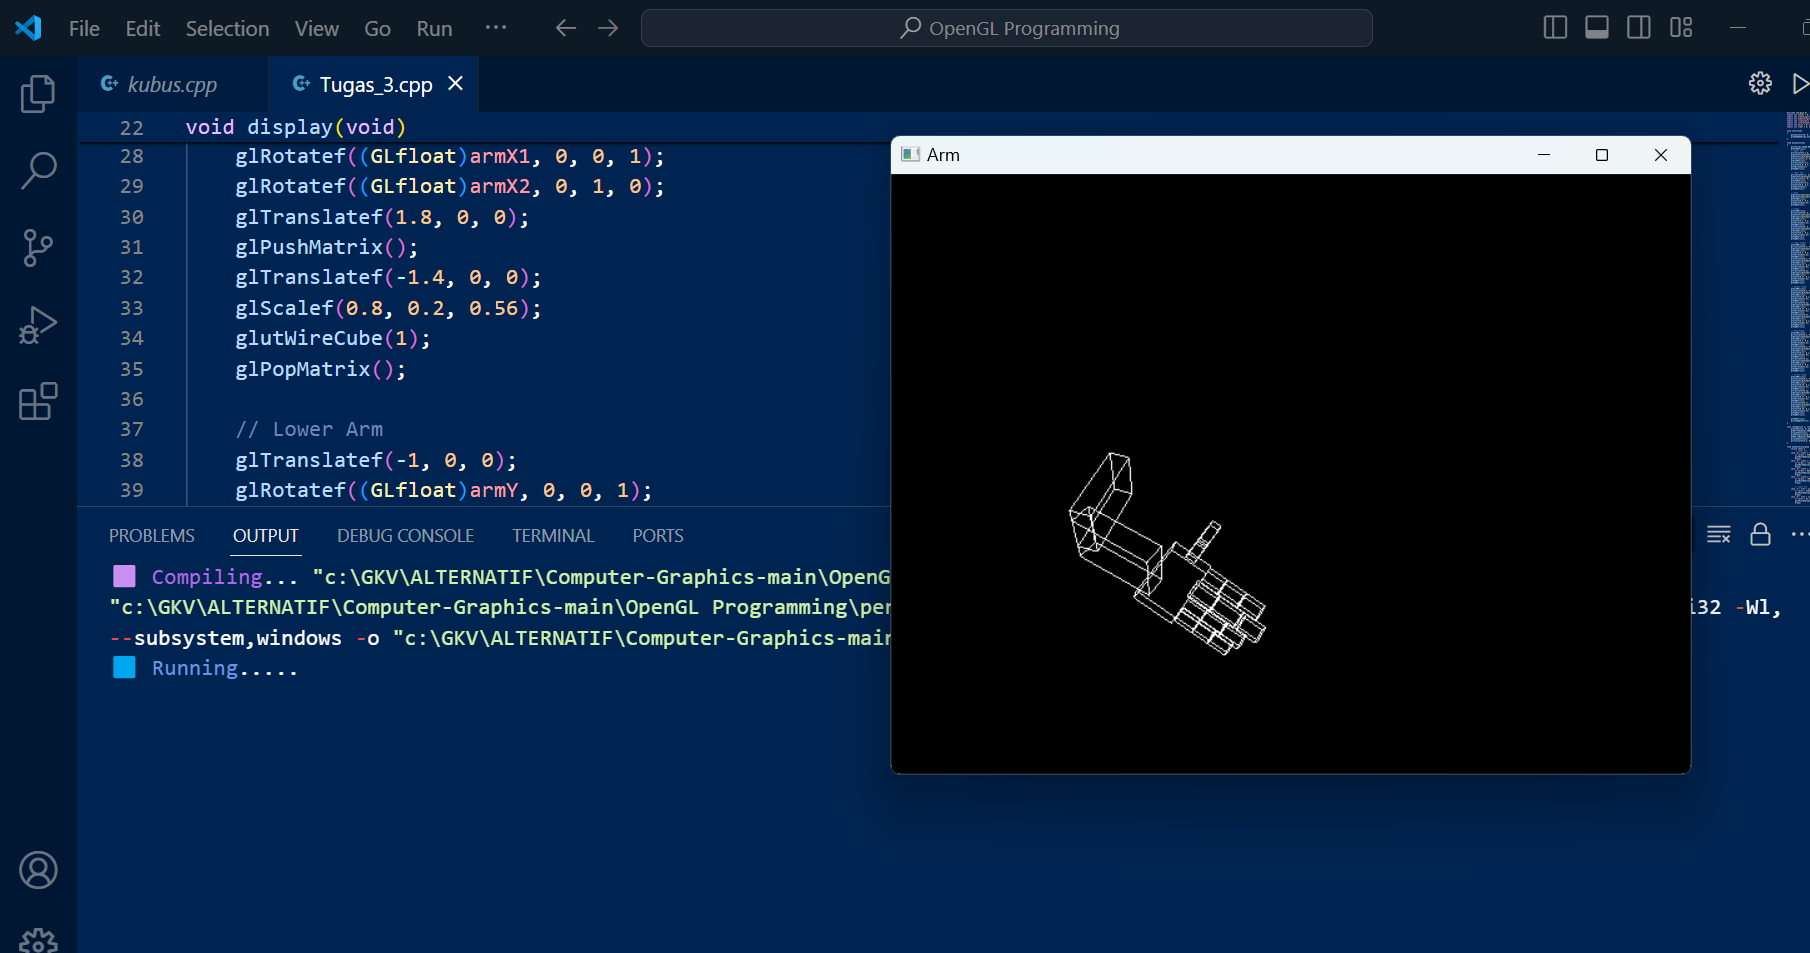 File Edit Selection View Go Run ···
OpenGL Programming
kubus.cpp
Tugas_3.cpp
22 void display(void)
28 glRotatef((GLfloat)armX1, 0, 0, 1);
29 glRotatef((GLfloat)armX2, 0, 1, 0);
30 glTranslatef(1.8, 0, 0);
31 glPushMatrix();
32 glTranslatef(-1.4, 0, 0);
33 glScalef(0.8, 0.2, 0.56);
34 glutWireCube(1);
35 glPopMatrix();
36
37 // Lower Arm
38 glTranslatef(-1, 0, 0);
39 glRotatef((GLfloat)armY, 0, 0, 1);
Arm
PROBLEMS OUTPUT DEBUG CONSOLE TERMINAL PORTS
Compiling... "c:\GKV\ALTERNATIF\Computer-Graphics-main\OpenG
"c:\GKV\ALTERNATIF\Computer-Graphics-main\OpenGL Programming\per i32 -Wl,
--subsystem,windows -o "c:\GKV\ALTERNATIF\Computer-Graphics-main
Running.....